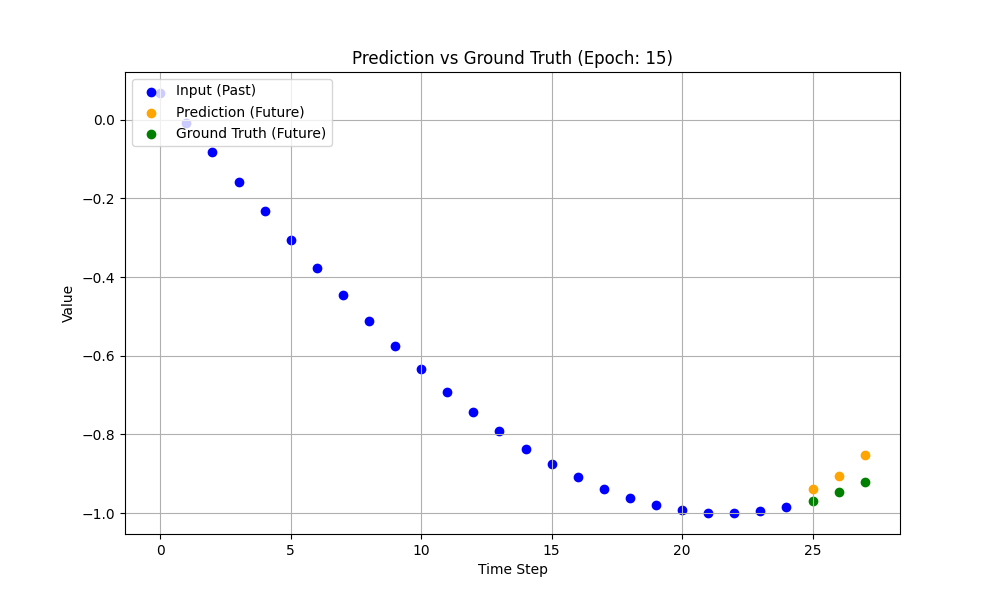 Prediction vs Ground Truth (Epoch: 15)
Input (Past)
Prediction (Future)
Ground Truth (Future)
0.0
−0.2
−0.4
−0.6
−0.8
−1.0
Value
0
5
10
15
20
25
Time Step